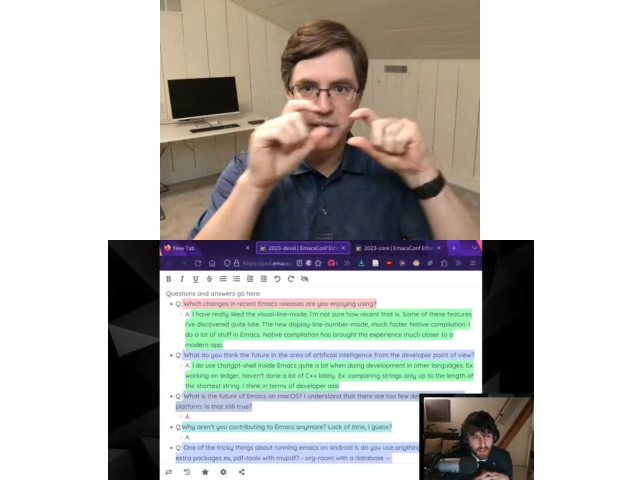 New Tab
2023-devel | EmacsConf Eth
2023-core | EmacsConf Ethe
https://pad.emacs
B I U S
Questions and answers go here:
Q: Which changes in recent Emacs releases are you enjoying using?
A: I have really liked the visual-line-mode. I'm not sure how recent that is. Some of these features
I've discovered quite late. The new display-line-number-mode, much faster. Native compilation. I
do a lot of stuff in Emacs. Native compilation has brought the experience much closer to a
modern app.
Q: What do you think the future in the area of artificial intelligence from the developer point of view?
A: I do use chatgpt-shell inside Emacs quite a bit when doing development in other languages. Ex:
working on ledger, haven't done a lot of C++ lately. Ex: comparing strings only up to the length of
the shortest string. I think in terms of developer assi
Q: What is the future of Emacs on macOS? I understand that there are too few de
platform. Is that still true?
A:
Q:Why aren't you contributing to Emacs anymore? Lack of time, I guess?
A:
Q: One of the tricky things about running emacs on android is do you use anything
extra packages ex, pdf-tools with mupdf? - org-roam with a database —